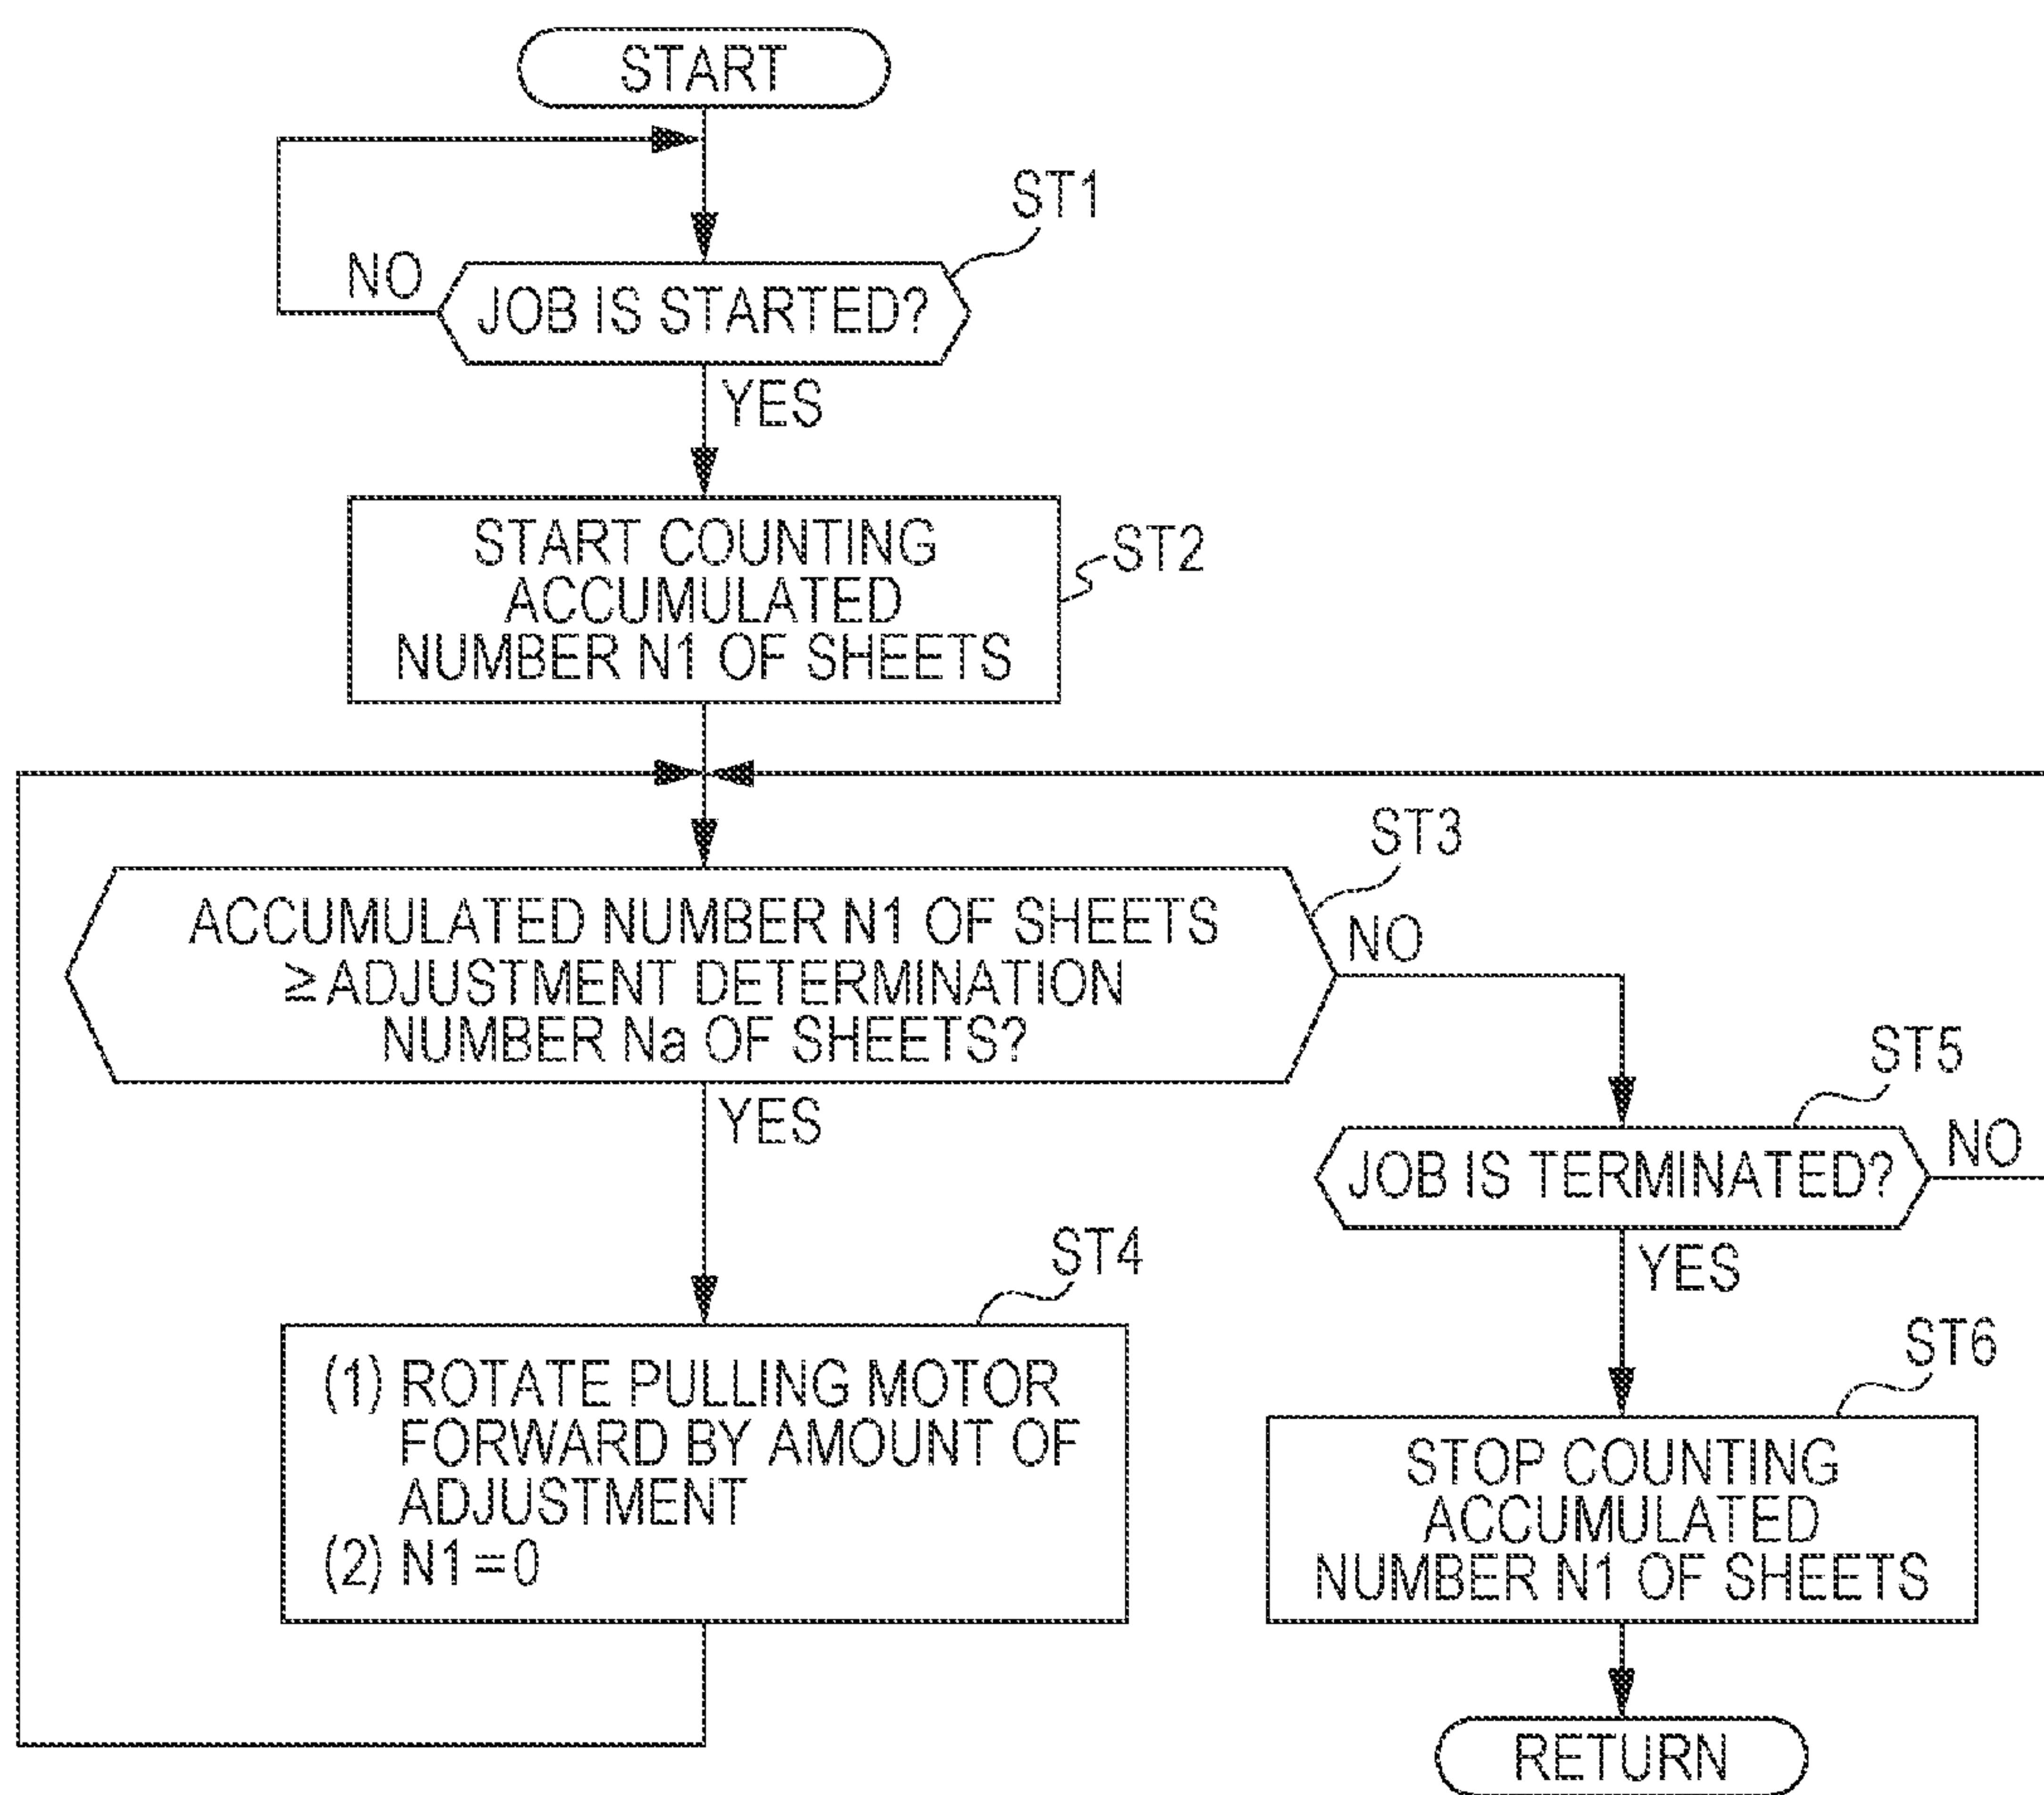 START
ST1
NO
JOB IS STARTED?
YES
START COUNTING
ACCUMULATED
NUMBER N1 OF SHEETS
ST2
ST3
ACCUMULATED NUMBER N1 OF SHEETS
≥ ADJUSTMENT DETERMINATION
NUMBER Na OF SHEETS?
NO
YES
ST5
JOB IS TERMINATED?
NO
YES
ST4
(1) ROTATE PULLING MOTOR
FORWARD BY AMOUNT OF
ADJUSTMENT
(2) N1 = 0
ST6
STOP COUNTING
ACCUMULATED
NUMBER N1 OF SHEETS
RETURN